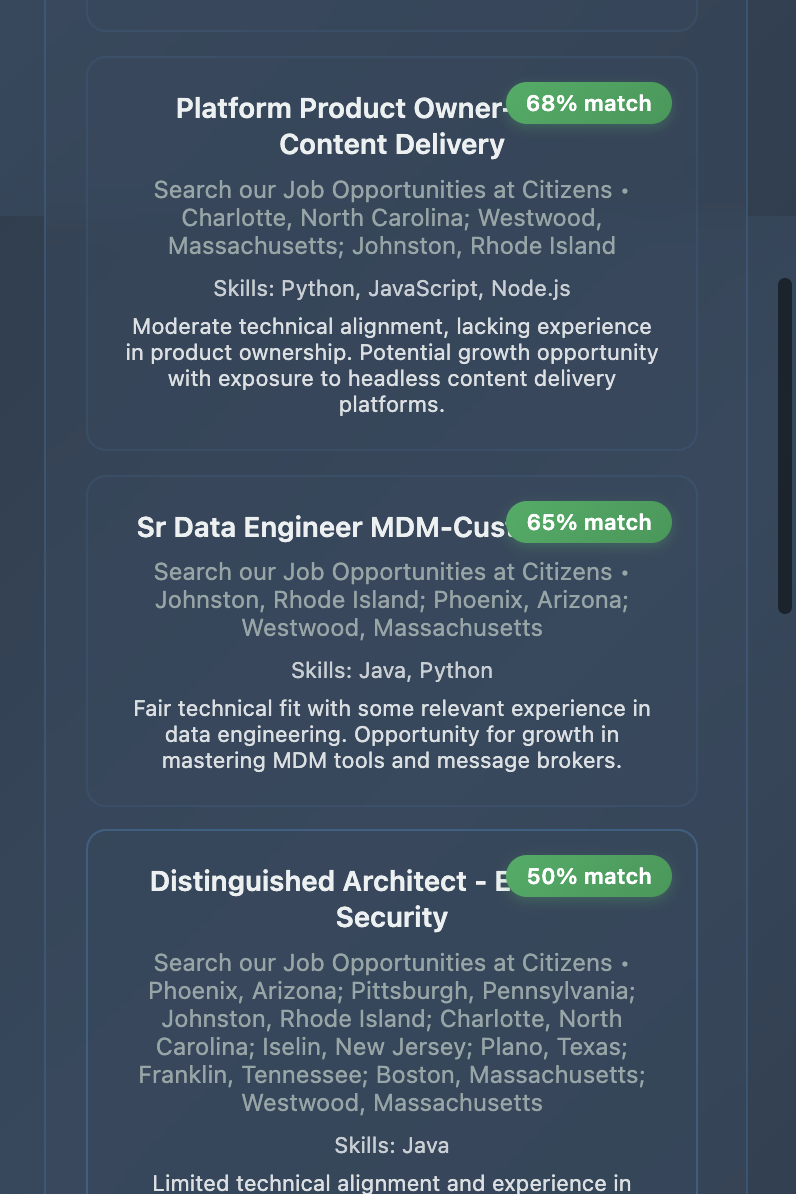 Platform Product Owner-
68% match
Content Delivery
Search our Job Opportunities at Citizens •
Charlotte, North Carolina; Westwood,
Massachusetts; Johnston, Rhode Island
Skills: Python, JavaScript, Node.js
Moderate technical alignment, lacking experience
in product ownership. Potential growth opportunity
with exposure to headless content delivery
platforms.
Sr Data Engineer
65% match
Search our Job Opportunities at Citizens •
Johnston, Rhode Island; Phoenix, Arizona;
Westwood, Massachusetts
Skills: Java, Python
Fair technical fit with some relevant experience in
data engineering. Opportunity for growth in
mastering MDM tools and message brokers.
Distinguished Architect -
50% match
Security
Search our Job Opportunities at Citizens •
Phoenix, Arizona; Pittsburgh, Pennsylvania;
Johnston, Rhode Island; Charlotte, North
Carolina; Iselin, New Jersey; Plano, Texas;
Franklin, Tennessee; Boston, Massachusetts;
Westwood, Massachusetts
Skills: Java
Limited technical alignment and experience in